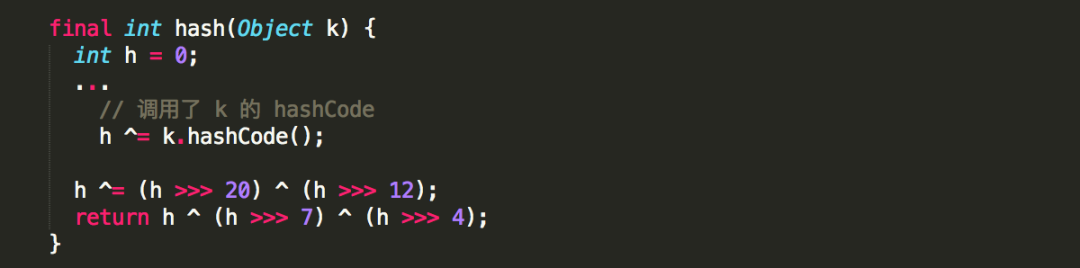 final int hash(Object k) {
int h = 0;
...
// 调用了 k 的 hashCode
h ^= k.hashCode();
h ^= (h >>> 20) ^ (h >>> 12);
return h ^ (h >>> 7) ^ (h >>> 4);
}